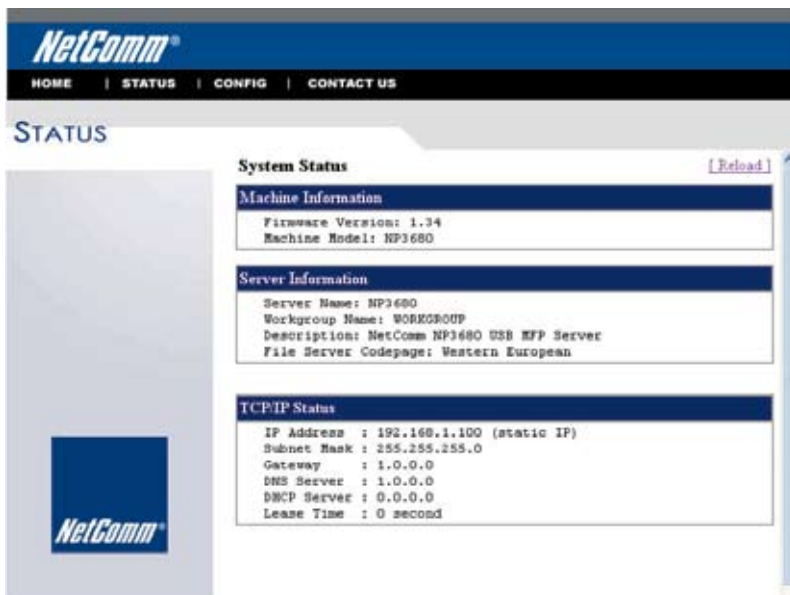 NetComm®
HOME | STATUS | CONFIG | CONTACT US
STATUS
System Status [ Reload ]
Machine Information
Firmware Version: 1.34
Machine Model: NP3680
Server Information
Server Name: NP3680
Workgroup Name: WORKGROUP
Description: NetComm NP3680 USB MFP Server
File Server Codepage: Western European
TCP/IP Status
IP Address : 192.168.1.100 (static IP)
Subnet Mask : 255.255.255.0
Gateway : 1.0.0.0
DNS Server : 1.0.0.0
DHCP Server : 0.0.0.0
Lease Time : 0 second
NetComm®